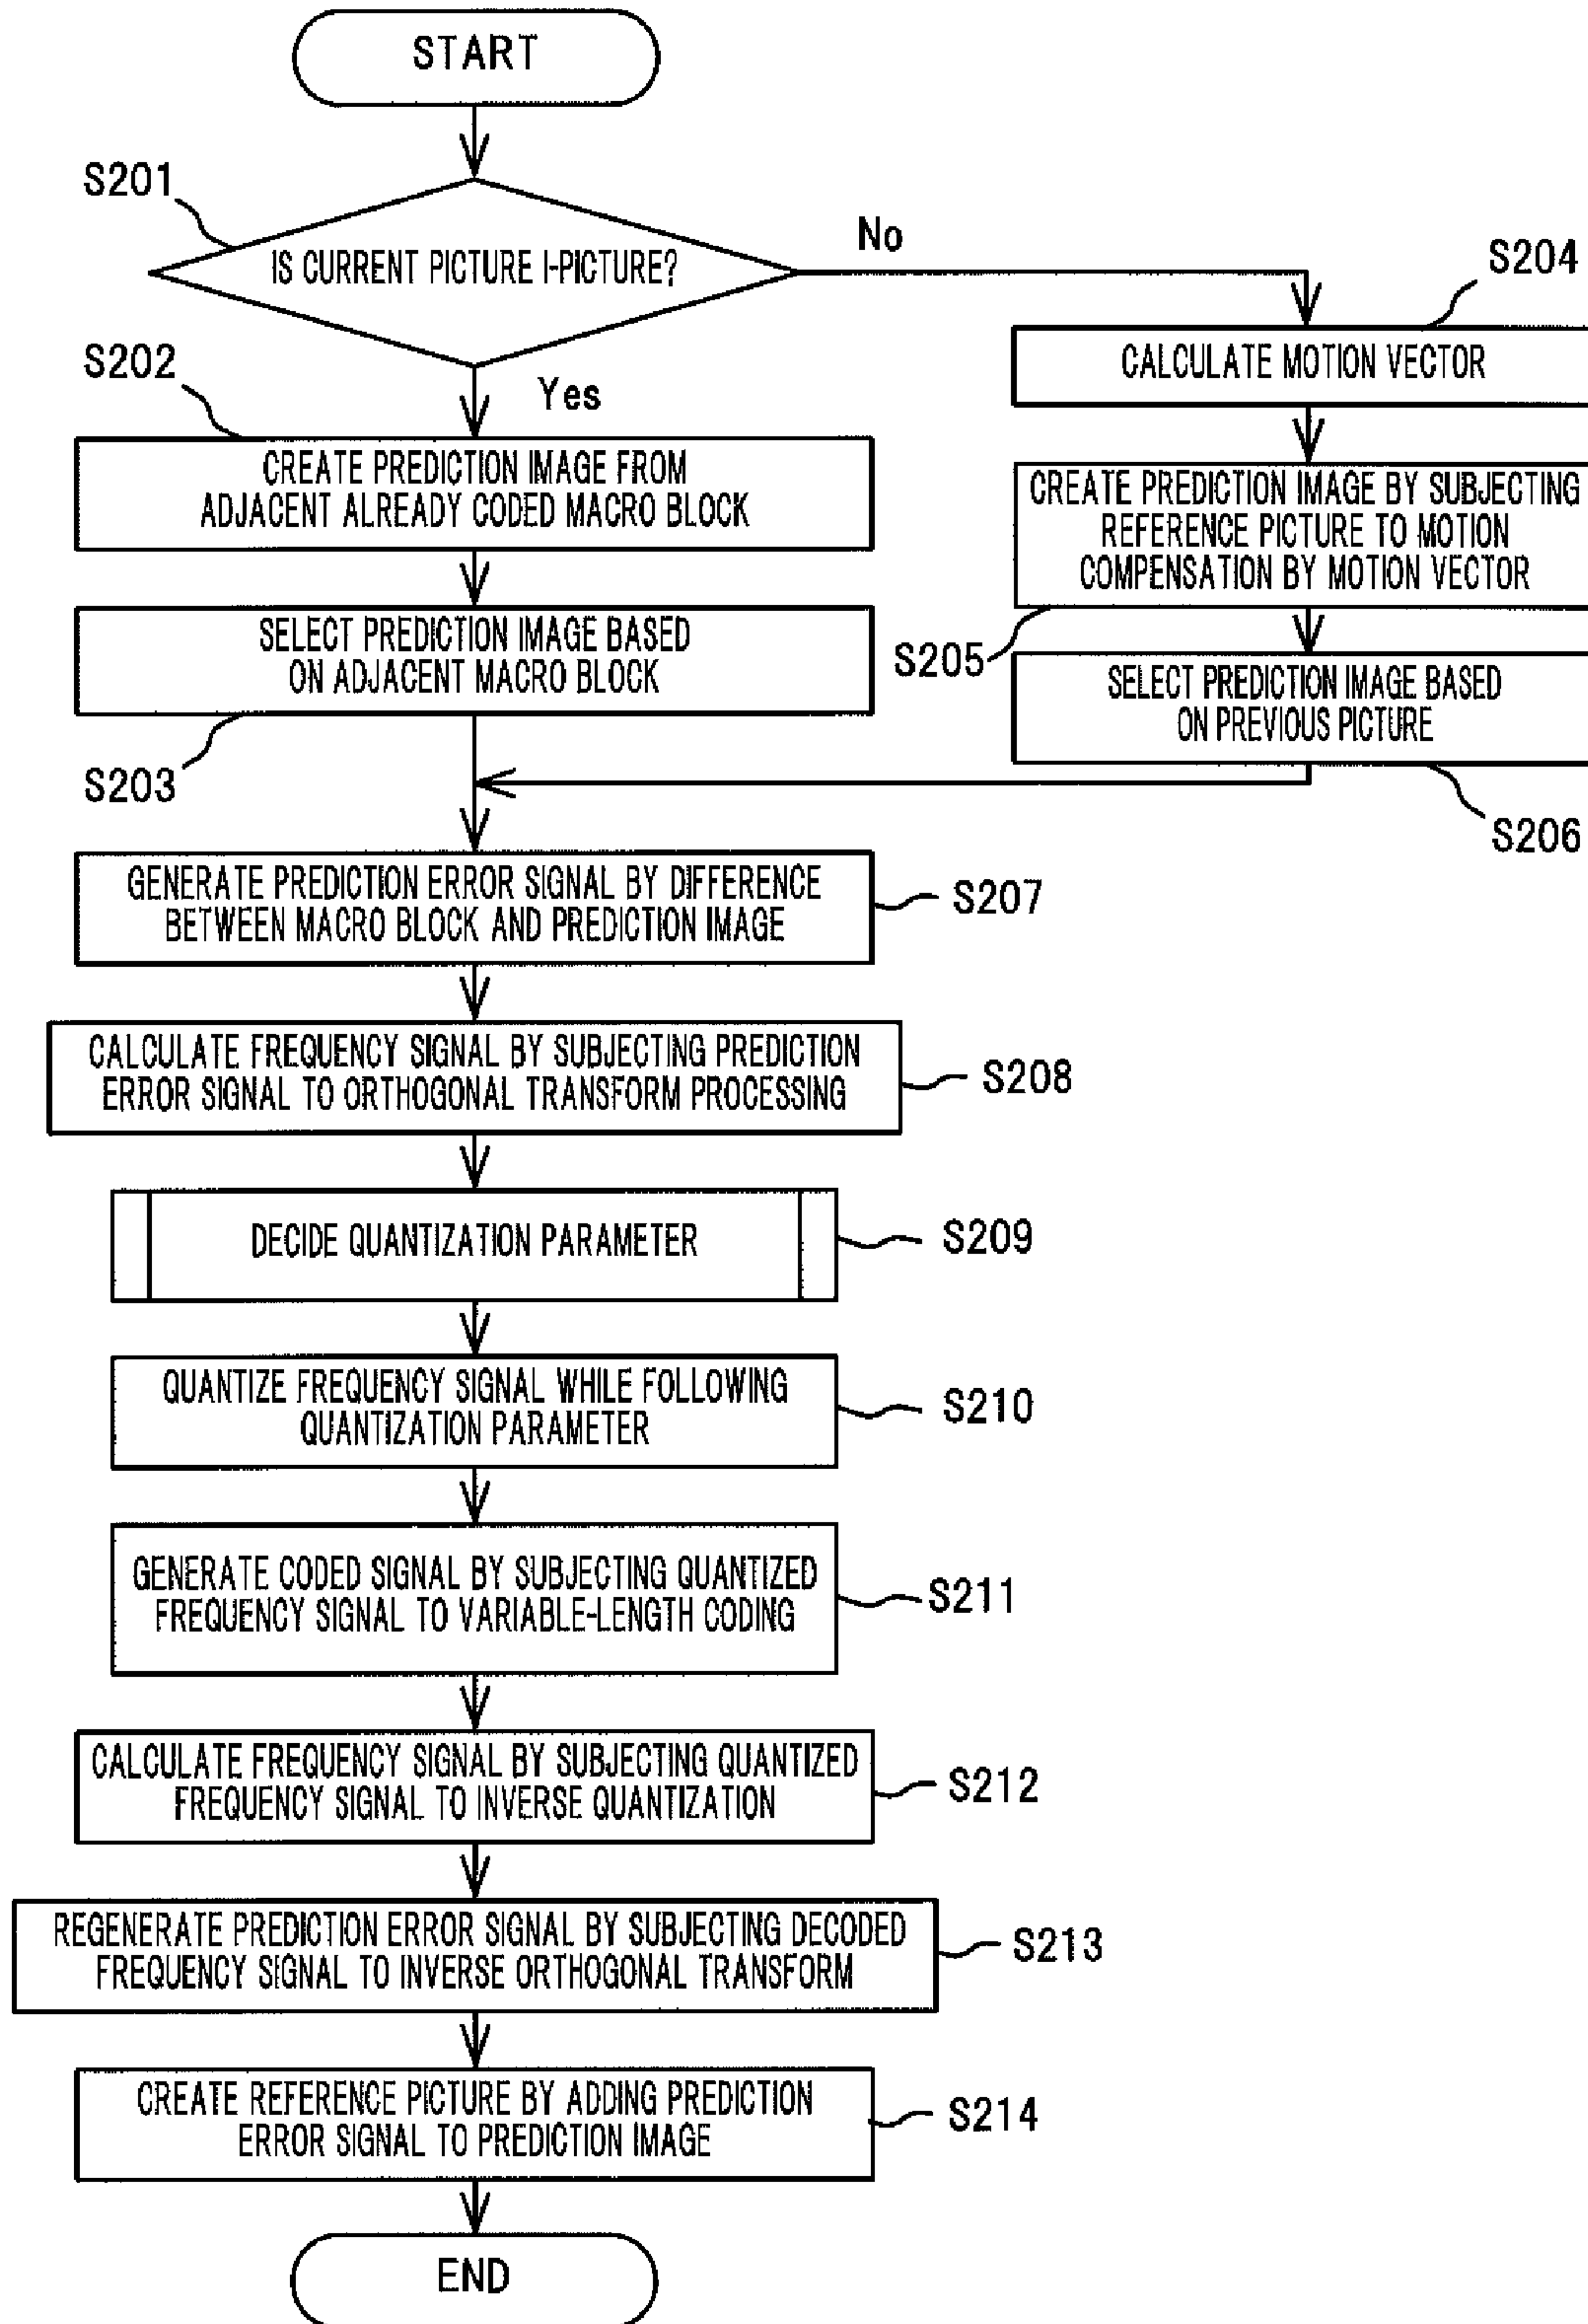 START
S201
IS CURRENT PICTURE I-PICTURE?
No
S204
CALCULATE MOTION VECTOR
S202
Yes
CREATE PREDICTION IMAGE FROM
ADJACENT ALREADY CODED MACRO BLOCK
CREATE PREDICTION IMAGE BY SUBJECTING
REFERENCE PICTURE TO MOTION
COMPENSATION BY MOTION VECTOR
SELECT PREDICTION IMAGE BASED
ON ADJACENT MACRO BLOCK
S205
SELECT PREDICTION IMAGE BASED
ON PREVIOUS PICTURE
S203
S206
GENERATE PREDICTION ERROR SIGNAL BY DIFFERENCE
BETWEEN MACRO BLOCK AND PREDICTION IMAGE
S207
CALCULATE FREQUENCY SIGNAL BY SUBJECTING PREDICTION
ERROR SIGNAL TO ORTHOGONAL TRANSFORM PROCESSING
S208
DECIDE QUANTIZATION PARAMETER
S209
QUANTIZE FREQUENCY SIGNAL WHILE FOLLOWING
QUANTIZATION PARAMETER
S210
GENERATE CODED SIGNAL BY SUBJECTING QUANTIZED
FREQUENCY SIGNAL TO VARIABLE-LENGTH CODING
S211
CALCULATE FREQUENCY SIGNAL BY SUBJECTING QUANTIZED
FREQUENCY SIGNAL TO INVERSE QUANTIZATION
S212
REGENERATE PREDICTION ERROR SIGNAL BY SUBJECTING DECODED
FREQUENCY SIGNAL TO INVERSE ORTHOGONAL TRANSFORM
S213
CREATE REFERENCE PICTURE BY ADDING PREDICTION
ERROR SIGNAL TO PREDICTION IMAGE
S214
END